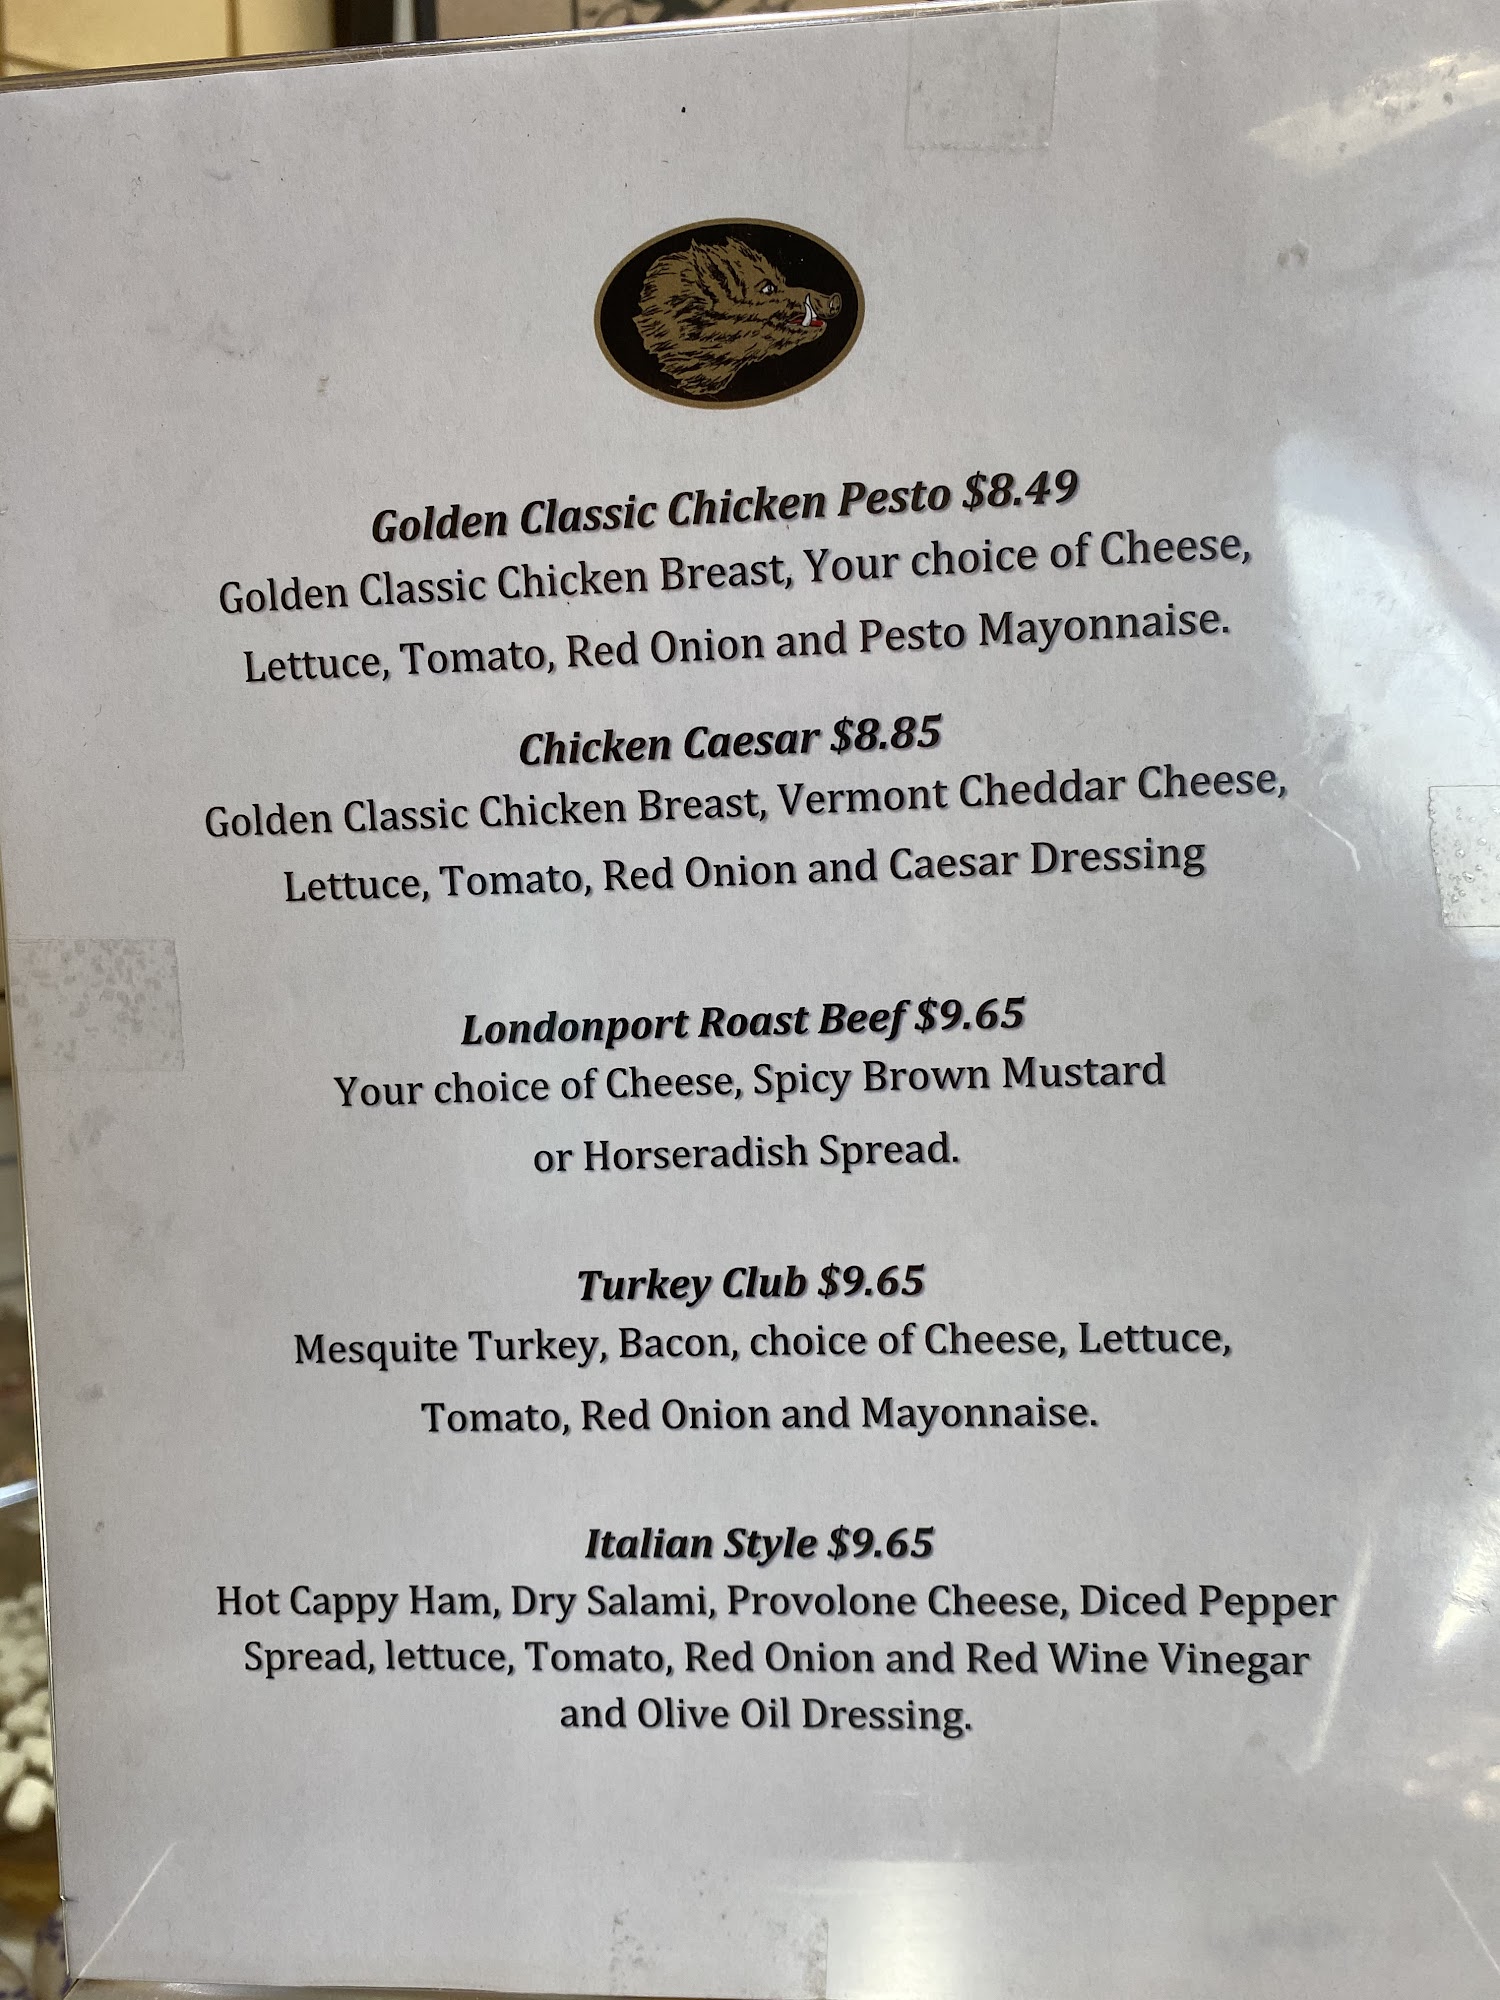 Golden Classic Chicken Pesto $8.49
Golden Classic Chicken Breast, Your choice of Cheese,
Lettuce, Tomato, Red Onion and Pesto Mayonnaise.
Chicken Caesar $8.85
Golden Classic Chicken Breast, Vermont Cheddar Cheese,
Lettuce, Tomato, Red Onion and Caesar Dressing
Londonport Roast Beef $9.65
Your choice of Cheese, Spicy Brown Mustard
or Horseradish Spread.
Turkey Club $9.65
Mesquite Turkey, Bacon, choice of Cheese, Lettuce,
Tomato, Red Onion and Mayonnaise.
Italian Style $9.65
Hot Cappy Ham, Dry Salami, Provolone Cheese, Diced Pepper
Spread, lettuce, Tomato, Red Onion and Red Wine Vinegar
and Olive Oil Dressing.